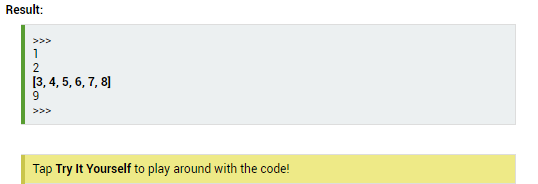 Result:
>>>
1
2
[3, 4, 5, 6, 7, 8]
9
>>>
Tap Try It Yourself to play around with the code!